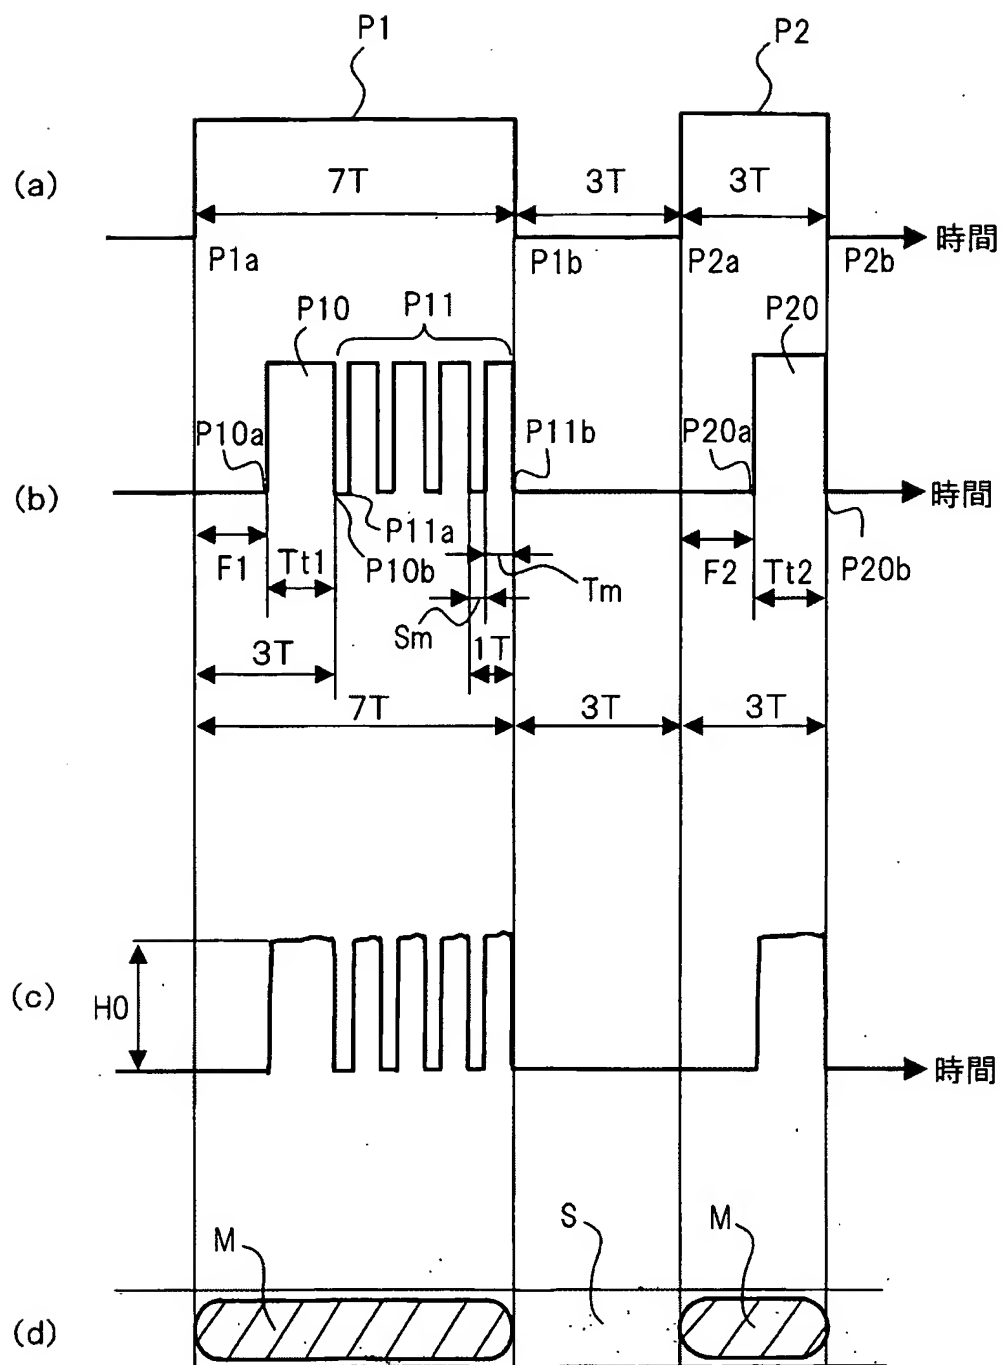 P1
P2
(a)
7T
3T
3T
時間
P1a
P1b
P2a
P2b
P10
P11
P20
P10a
P11b
P20a
(b)
時間
P11a
P10b
P20b
F1
Tt1
Tm
F2
Tt2
Sm
3T
1T
7T
3T
3T
(c)
H0
時間
M
S
M
(d)